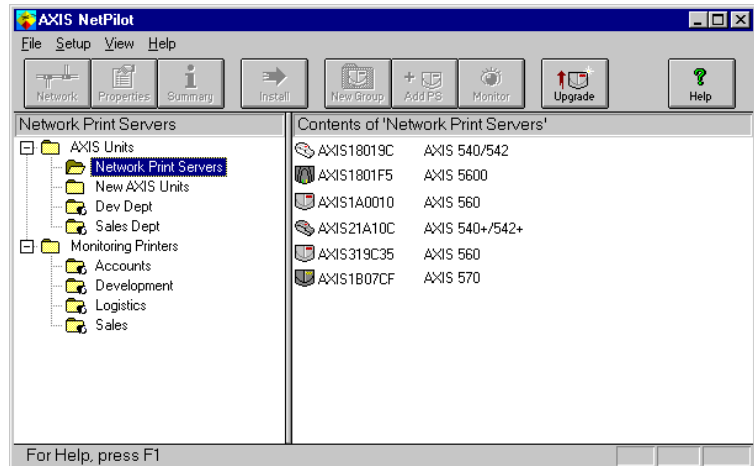 AXIS NetPilot
File Setup View Help
Network Properties Summary Install New Group Add PS Monitor Upgrade Help
Network Print Servers
Contents of 'Network Print Servers'
AXIS Units
Network Print Servers
New AXIS Units
Dev Dept
Sales Dept
Monitoring Printers
Accounts
Development
Logistics
Sales
AXIS18019C AXIS 540/542
AXIS1801F5 AXIS 5600
AXIS1A0010 AXIS 560
AXIS21A10C AXIS 540+/542+
AXIS319C35 AXIS 560
AXIS1B07CF AXIS 570
For Help, press F1